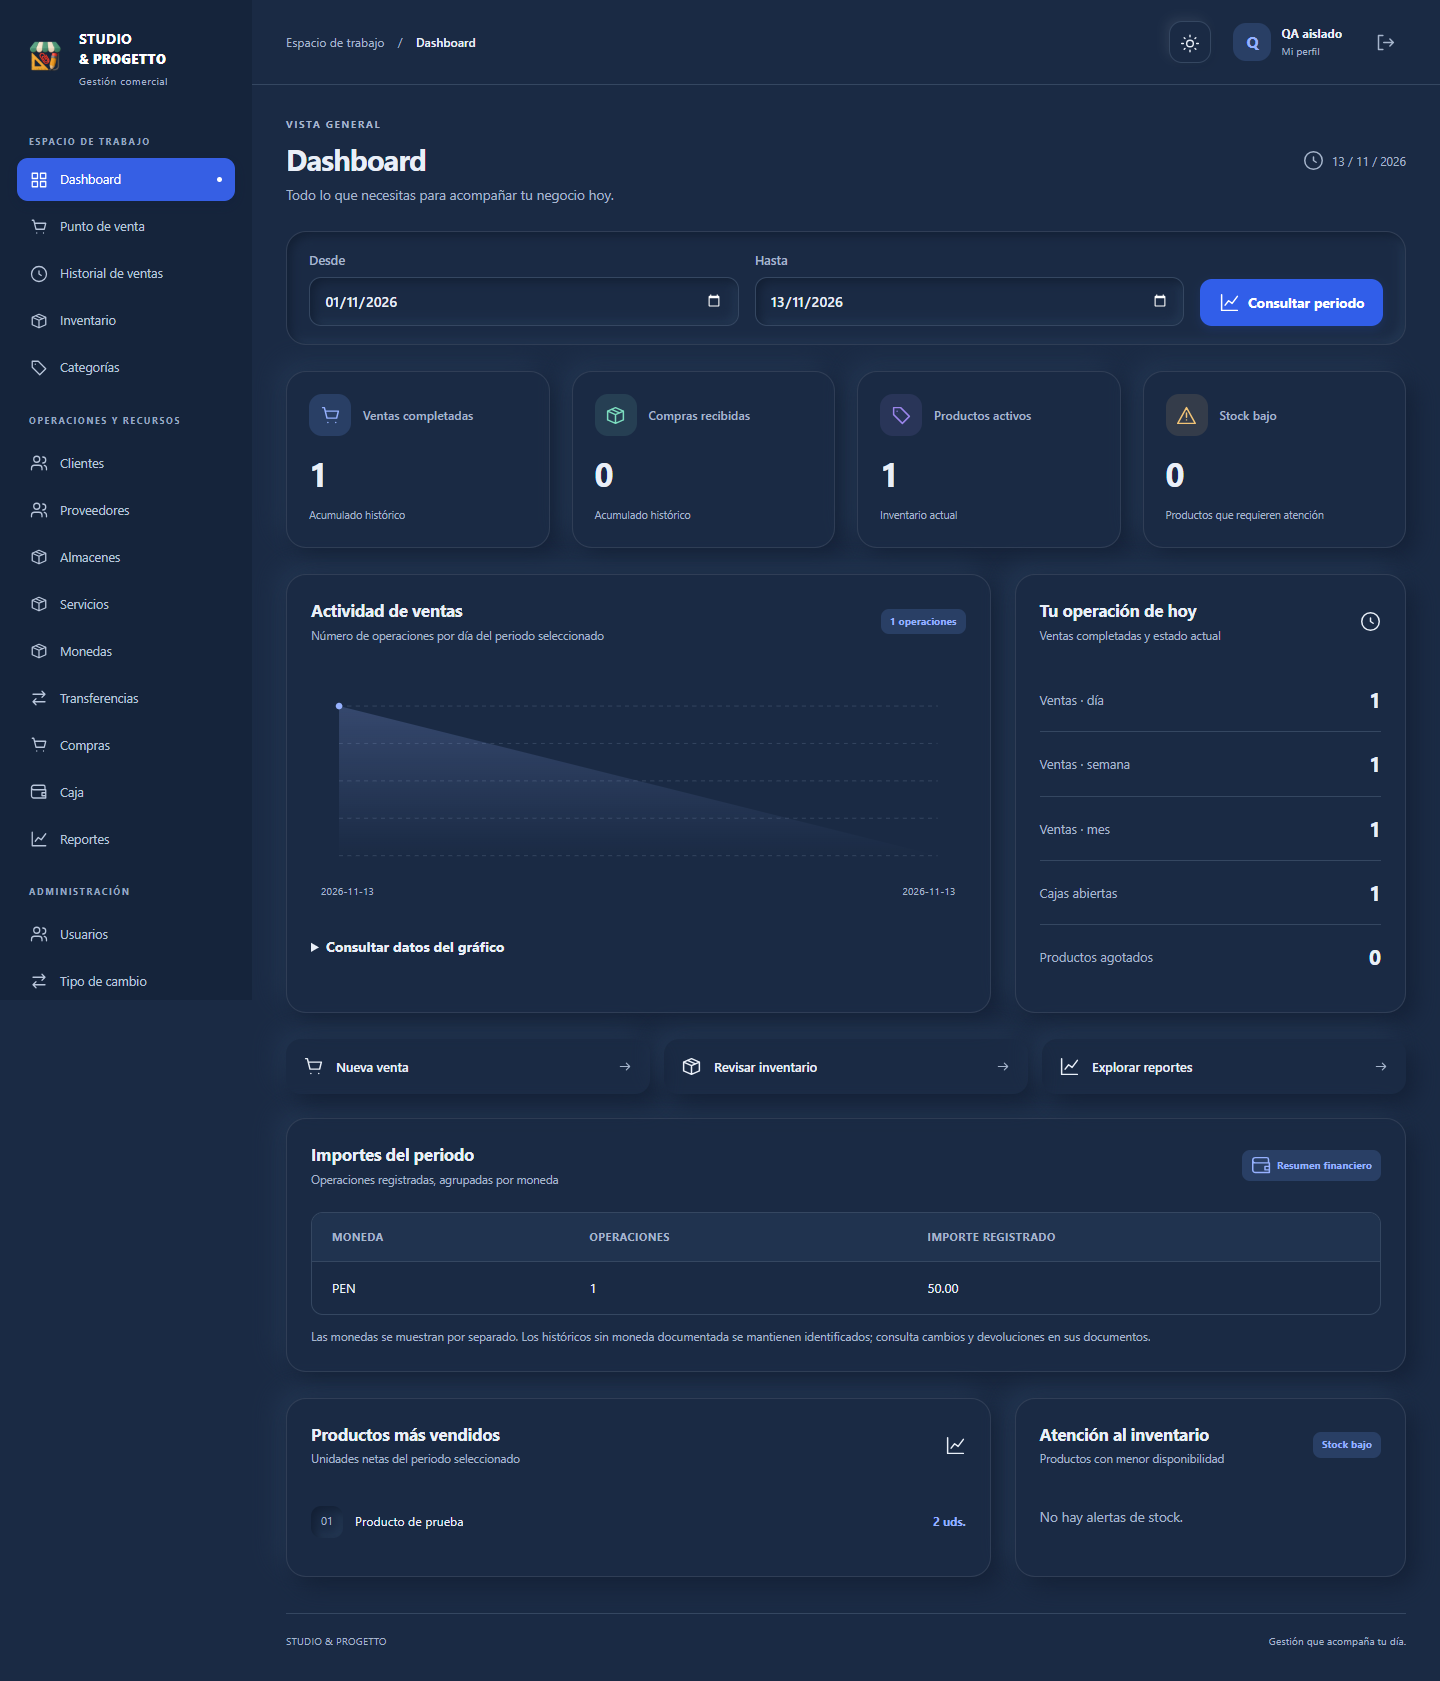 STUDIO
& PROGETTO
Gestión comercial
ESPACIO DE TRABAJO
Dashboard
Punto de venta
Historial de ventas
Inventario
Categorías
OPERACIONES Y RECURSOS
Clientes
Proveedores
Almacenes
Servicios
Monedas
Transferencias
Compras
Caja
Reportes
ADMINISTRACIÓN
Usuarios
Tipo de cambio
Espacio de trabajo / Dashboard
Q
QA aislado
Mi perfil
VISTA GENERAL
Dashboard
Todo lo que necesitas para acompañar tu negocio hoy.
13 / 11 / 2026
Desde
01/11/2026
Hasta
13/11/2026
Consultar periodo
Ventas completadas
1
Acumulado histórico
Compras recibidas
0
Acumulado histórico
Productos activos
1
Inventario actual
Stock bajo
0
Productos que requieren atención
Actividad de ventas
Número de operaciones por día del periodo seleccionado
1 operaciones
2026-11-13
2026-11-13
Consultar datos del gráfico
Tu operación de hoy
Ventas completadas y estado actual
Ventas · día 1
Ventas · semana 1
Ventas · mes 1
Cajas abiertas 1
Productos agotados 0
Nueva venta
Revisar inventario
Explorar reportes
Importes del periodo
Operaciones registradas, agrupadas por moneda
Resumen financiero
MONEDA OPERACIONES IMPORTE REGISTRADO
PEN 1 50.00
Las monedas se muestran por separado. Los históricos sin moneda documentada se mantienen identificados; consulta cambios y devoluciones en sus documentos.
Productos más vendidos
Unidades netas del periodo seleccionado
01 Producto de prueba 2 uds.
Atención al inventario
Productos con menor disponibilidad
Stock bajo
No hay alertas de stock.
STUDIO & PROGETTO
Gestión que acompaña tu día.